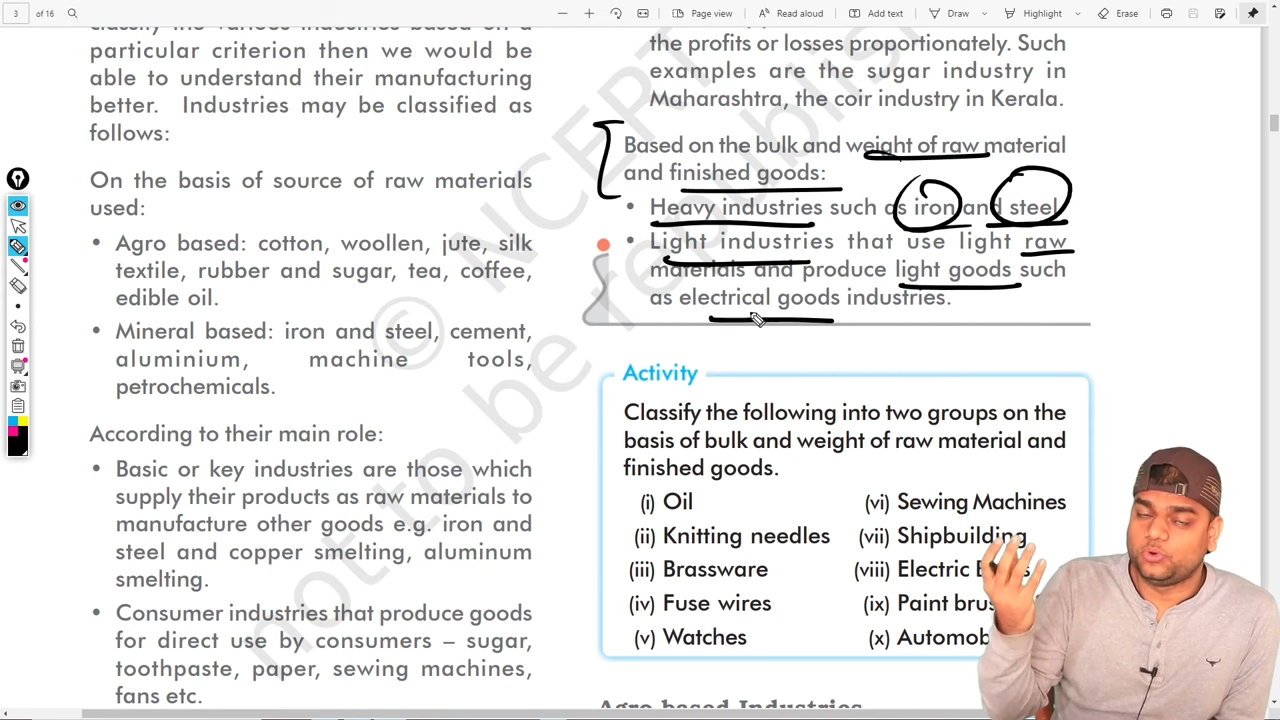 3 of 16
Page view
Read aloud
Add text
Draw
Highlight
Erase
classify the various industries based on a
particular criterion then we would be
able to understand their manufacturing
better. Industries may be classified as
follows:
On the basis of source of raw materials
used:
• Agro based: cotton, woollen, jute, silk
textile, rubber and sugar, tea, coffee,
edible oil.
• Mineral based: iron and steel, cement,
aluminium, machine tools,
petrochemicals.
According to their main role:
• Basic or key industries are those which
supply their products as raw materials to
manufacture other goods e.g. iron and
steel and copper smelting, aluminum
smelting.
• Consumer industries that produce goods
for direct use by consumers – sugar,
toothpaste, paper, sewing machines,
fans etc.
the profits or losses proportionately. Such
examples are the sugar industry in
Maharashtra, the coir industry in Kerala.
Based on the bulk and weight of raw material
and finished goods:
• Heavy industries such as iron and steel
• Light industries that use light raw
materials and produce light goods such
as electrical goods industries.
Activity
Classify the following into two groups on the
basis of bulk and weight of raw material and
finished goods.
(i) Oil
(ii) Knitting needles
(iii) Brassware
(iv) Fuse wires
(v) Watches
(vi) Sewing Machines
(vii) Shipbuilding
(viii) Electric
(ix) Paint
(x)
Agro based Industries
© NCERT
not to be republish